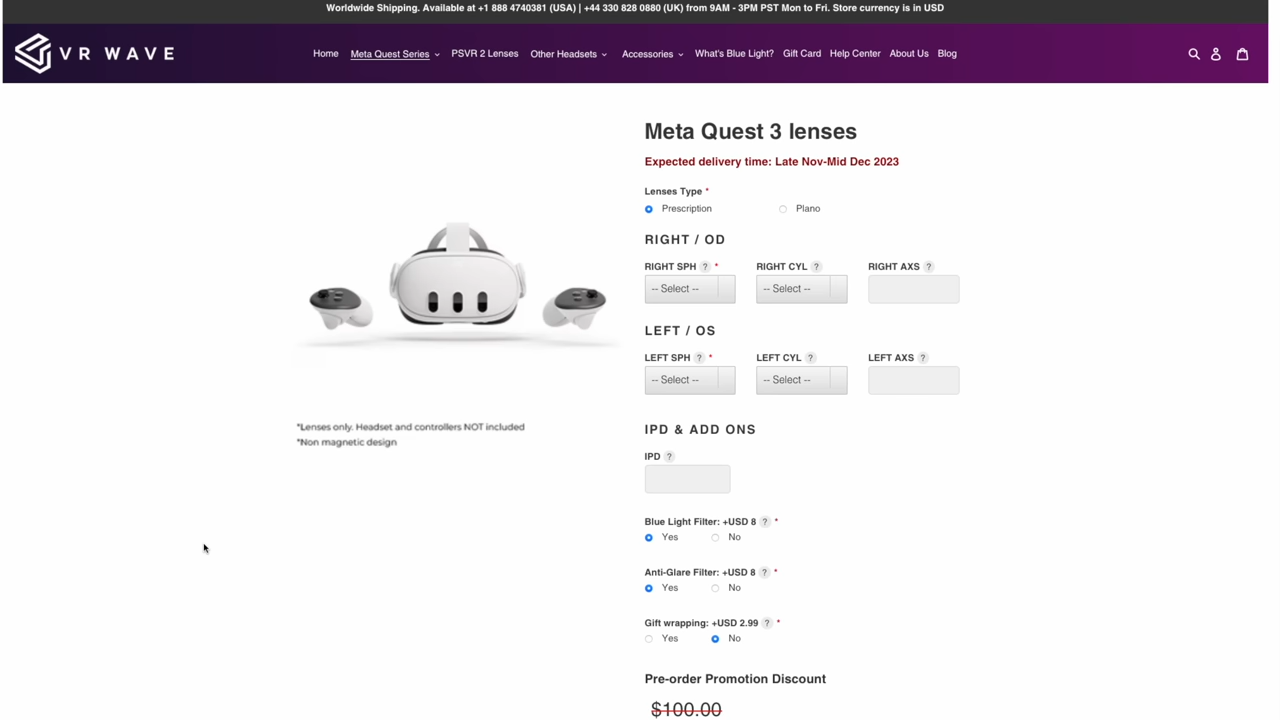 Worldwide Shipping. Available at +1 888 4740381 (USA) | +44 330 828 0880 (UK) from 9AM - 3PM PST Mon to Fri. Store currency is in USD
VR WAVE
Home Meta Quest Series PSVR 2 Lenses Other Headsets Accessories What's Blue Light? Gift Card Help Center About Us Blog
Meta Quest 3 lenses
Expected delivery time: Late Nov-Mid Dec 2023
Lenses Type *
Prescription Plano
RIGHT / OD
RIGHT SPH ? * RIGHT CYL ? RIGHT AXS ?
-- Select -- -- Select --
LEFT / OS
LEFT SPH ? * LEFT CYL ? LEFT AXS ?
-- Select -- -- Select --
*Lenses only. Headset and controllers NOT included
*Non magnetic design
IPD & ADD ONS
IPD ?
Blue Light Filter: +USD 8 ? *
Yes No
Anti-Glare Filter: +USD 8 ? *
Yes No
Gift wrapping: +USD 2.99 ? *
Yes No
Pre-order Promotion Discount
$100.00